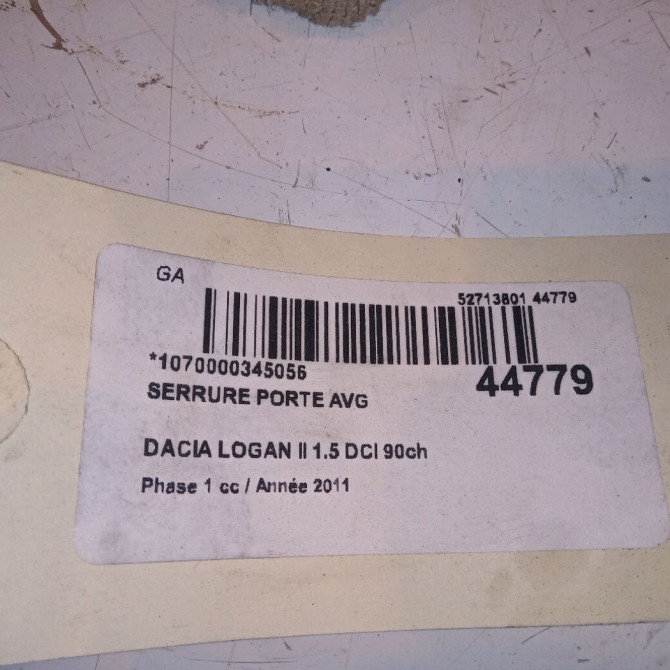 GA
52713801 44779
*1070000345056
44779
SERRURE PORTE AVG
DACIA LOGAN II 1.5 DCI 90ch
Phase 1 cc / Année 2011